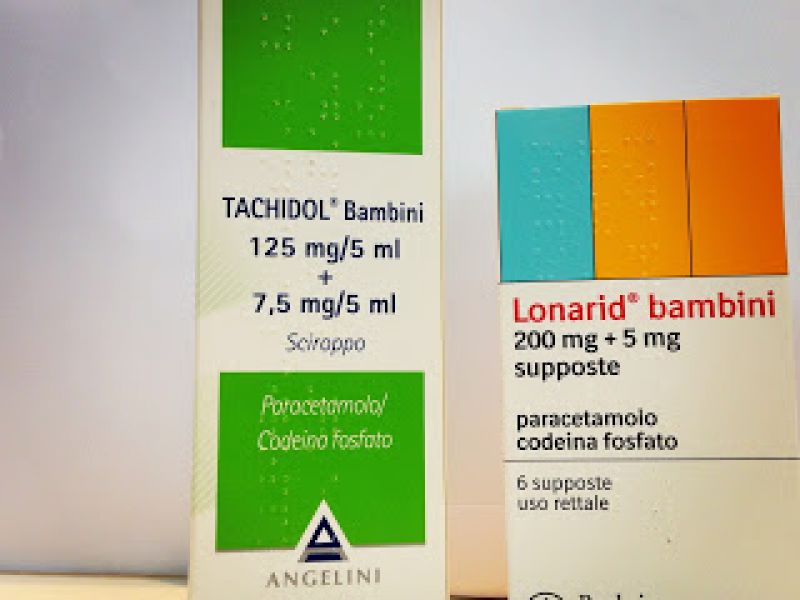 TACHIDOL® Bambini
125 mg/5 ml
+
7,5 mg/5 ml
Sciroppo
Paracetamolo/
Codeina fosfato
ANGELINI
Lonarid® bambini
200 mg + 5 mg
supposte
paracetamolo
codeina fosfato
6 supposte
uso rettale